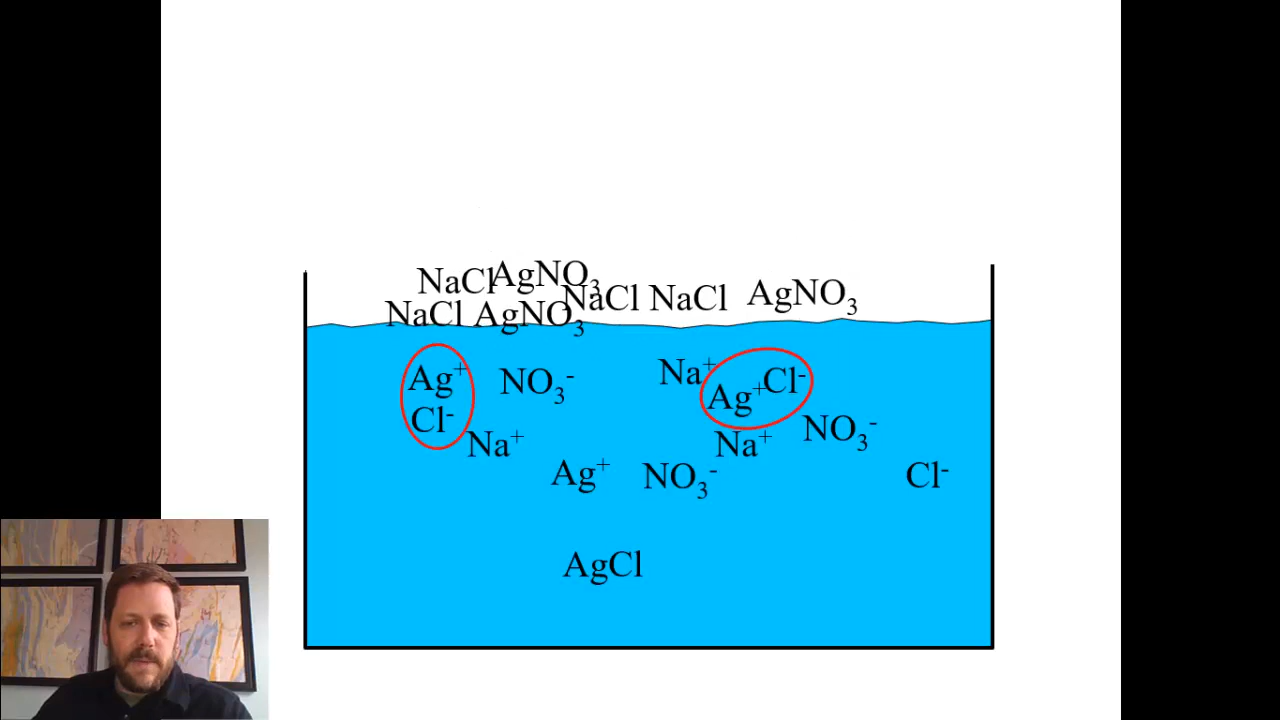 NaCl AgNO₃
NaCl NaCl AgNO₃
NaCl AgNO₃
Ag⁺ NO₃⁻ Na⁺ Ag⁺ Cl⁻
Cl⁻ Na⁺ Na⁺ NO₃⁻
Ag⁺ NO₃⁻ Cl⁻
AgCl